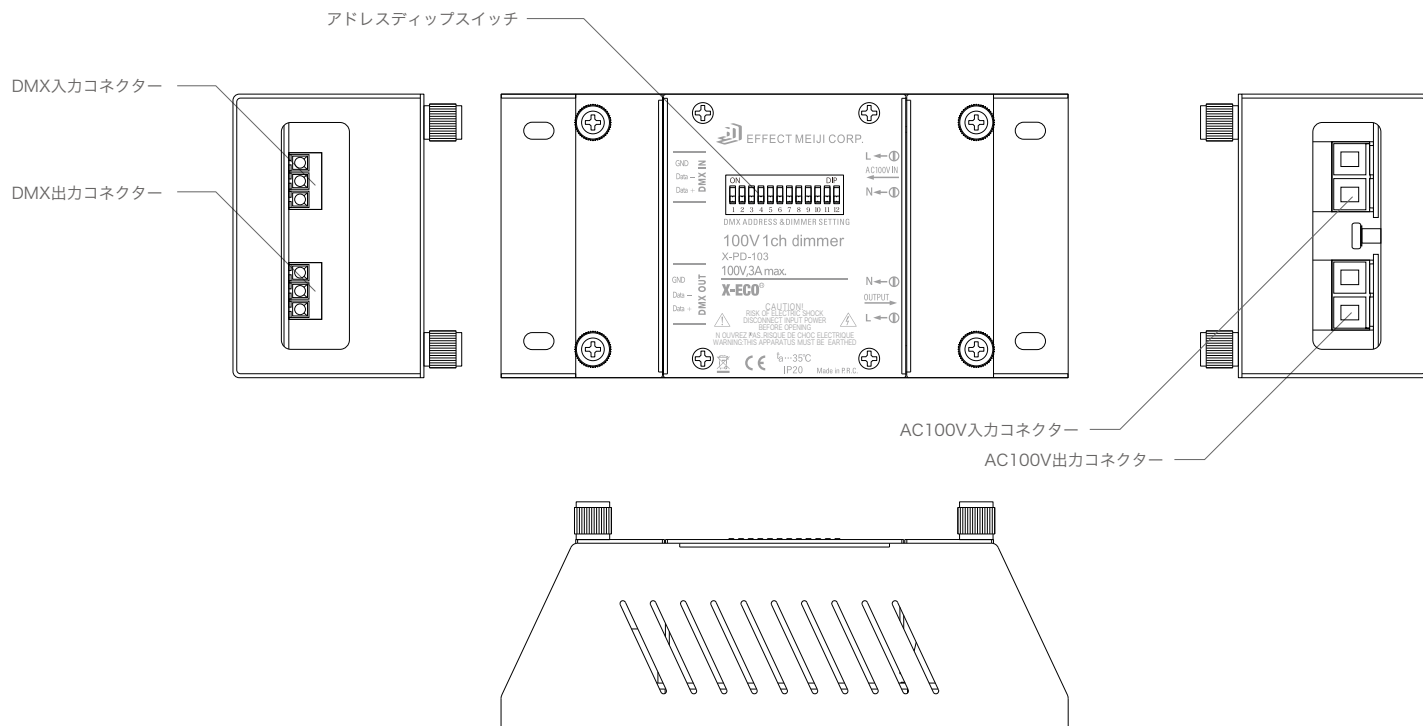 アドレスディップスイッチ
DMX入力コネクター
DMX出力コネクター
EFFECT MEIJI CORP.
GND
Data −
Data +
DMX IN
L
AC100V IN
N
ON
DIP
1 2 3 4 5 6 7 8 9 10 11 12
DMX ADDRESS & DIMMER SETTING
100V 1ch dimmer
X-PD-103
100V,3A max.
X-ECO
GND
Data −
Data +
DMX OUT
N
OUTPUT
L
CAUTION!
RISK OF ELECTRIC SHOCK
DISCONNECT INPUT POWER
BEFORE OPENING
N OUVREZ PAS,RISQUE DE CHOC ELECTRIQUE
WARNING:THIS APPARATUS MUST BE EARTHED
CE
ta…35℃
IP20
Made in P.R.C.
AC100V入力コネクター
AC100V出力コネクター